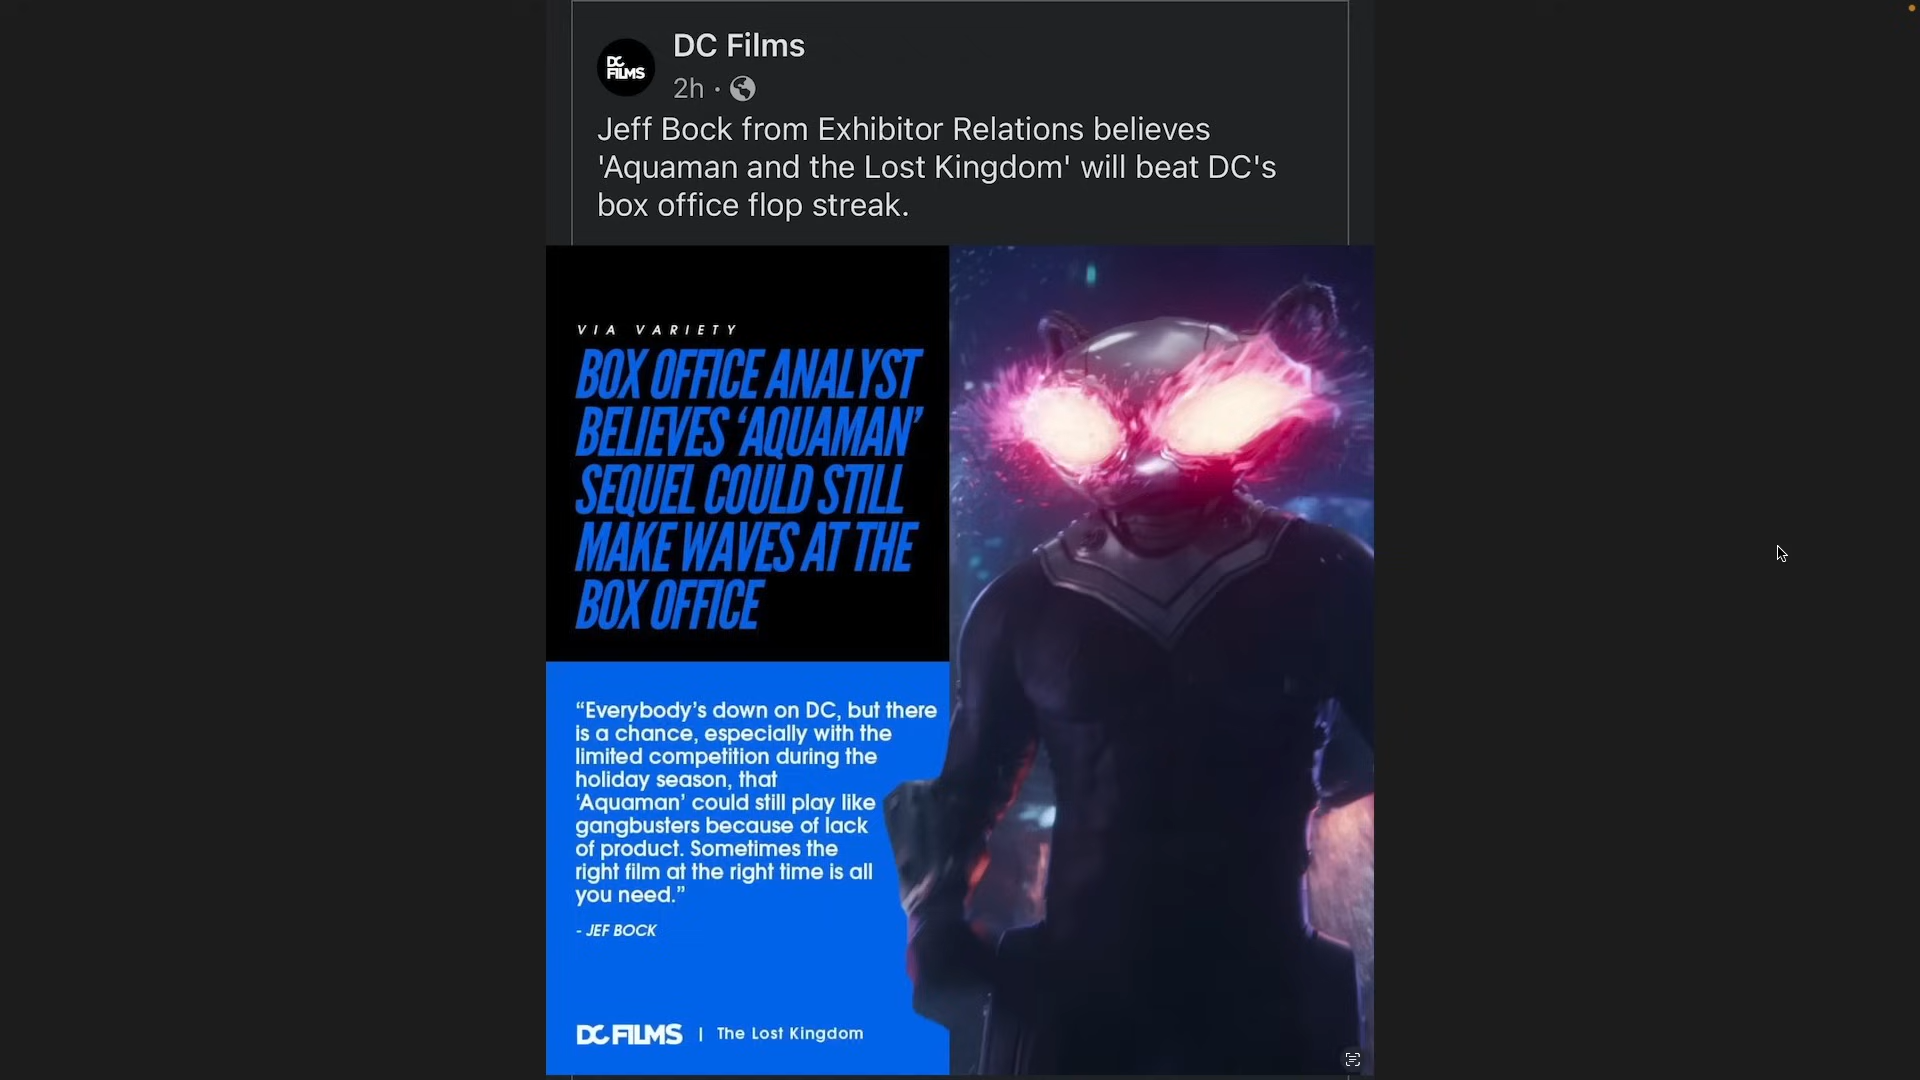 DC
FILMS
DC Films
2h ·
Jeff Bock from Exhibitor Relations believes
'Aquaman and the Lost Kingdom' will beat DC's
box office flop streak.
VIA VARIETY
BOX OFFICE ANALYST
BELIEVES ‘AQUAMAN’
SEQUEL COULD STILL
MAKE WAVES AT THE
BOX OFFICE
“Everybody’s down on DC, but there
is a chance, especially with the
limited competition during the
holiday season, that
‘Aquaman’ could still play like
gangbusters because of lack
of product. Sometimes the
right film at the right time is all
you need.”
- JEF BOCK
DC FILMS | The Lost Kingdom